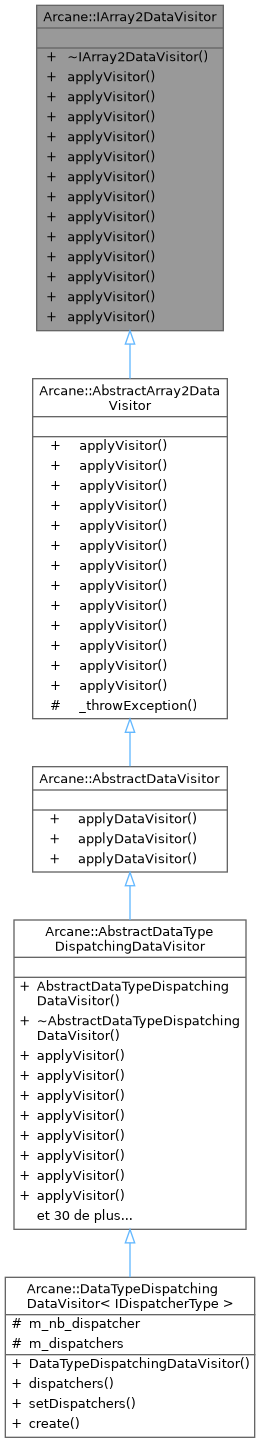 Arcane::IArray2DataVisitor
+ ~IArray2DataVisitor()
+ applyVisitor()
+ applyVisitor()
+ applyVisitor()
+ applyVisitor()
+ applyVisitor()
+ applyVisitor()
+ applyVisitor()
+ applyVisitor()
+ applyVisitor()
+ applyVisitor()
+ applyVisitor()
+ applyVisitor()
+ applyVisitor()
Arcane::AbstractArray2Data
Visitor
+ applyVisitor()
+ applyVisitor()
+ applyVisitor()
+ applyVisitor()
+ applyVisitor()
+ applyVisitor()
+ applyVisitor()
+ applyVisitor()
+ applyVisitor()
+ applyVisitor()
+ applyVisitor()
+ applyVisitor()
+ applyVisitor()
# _throwException()
Arcane::AbstractDataVisitor
+ applyDataVisitor()
+ applyDataVisitor()
+ applyDataVisitor()
Arcane::AbstractDataType
DispatchingDataVisitor
+ AbstractDataTypeDispatching
DataVisitor()
+ ~AbstractDataTypeDispatching
DataVisitor()
+ applyVisitor()
+ applyVisitor()
+ applyVisitor()
+ applyVisitor()
+ applyVisitor()
+ applyVisitor()
+ applyVisitor()
+ applyVisitor()
et 30 de plus...
Arcane::DataTypeDispatching
DataVisitor< IDispatcherType >
# m_nb_dispatcher
# m_dispatchers
+ DataTypeDispatchingDataVisitor()
+ dispatchers()
+ setDispatchers()
+ create()